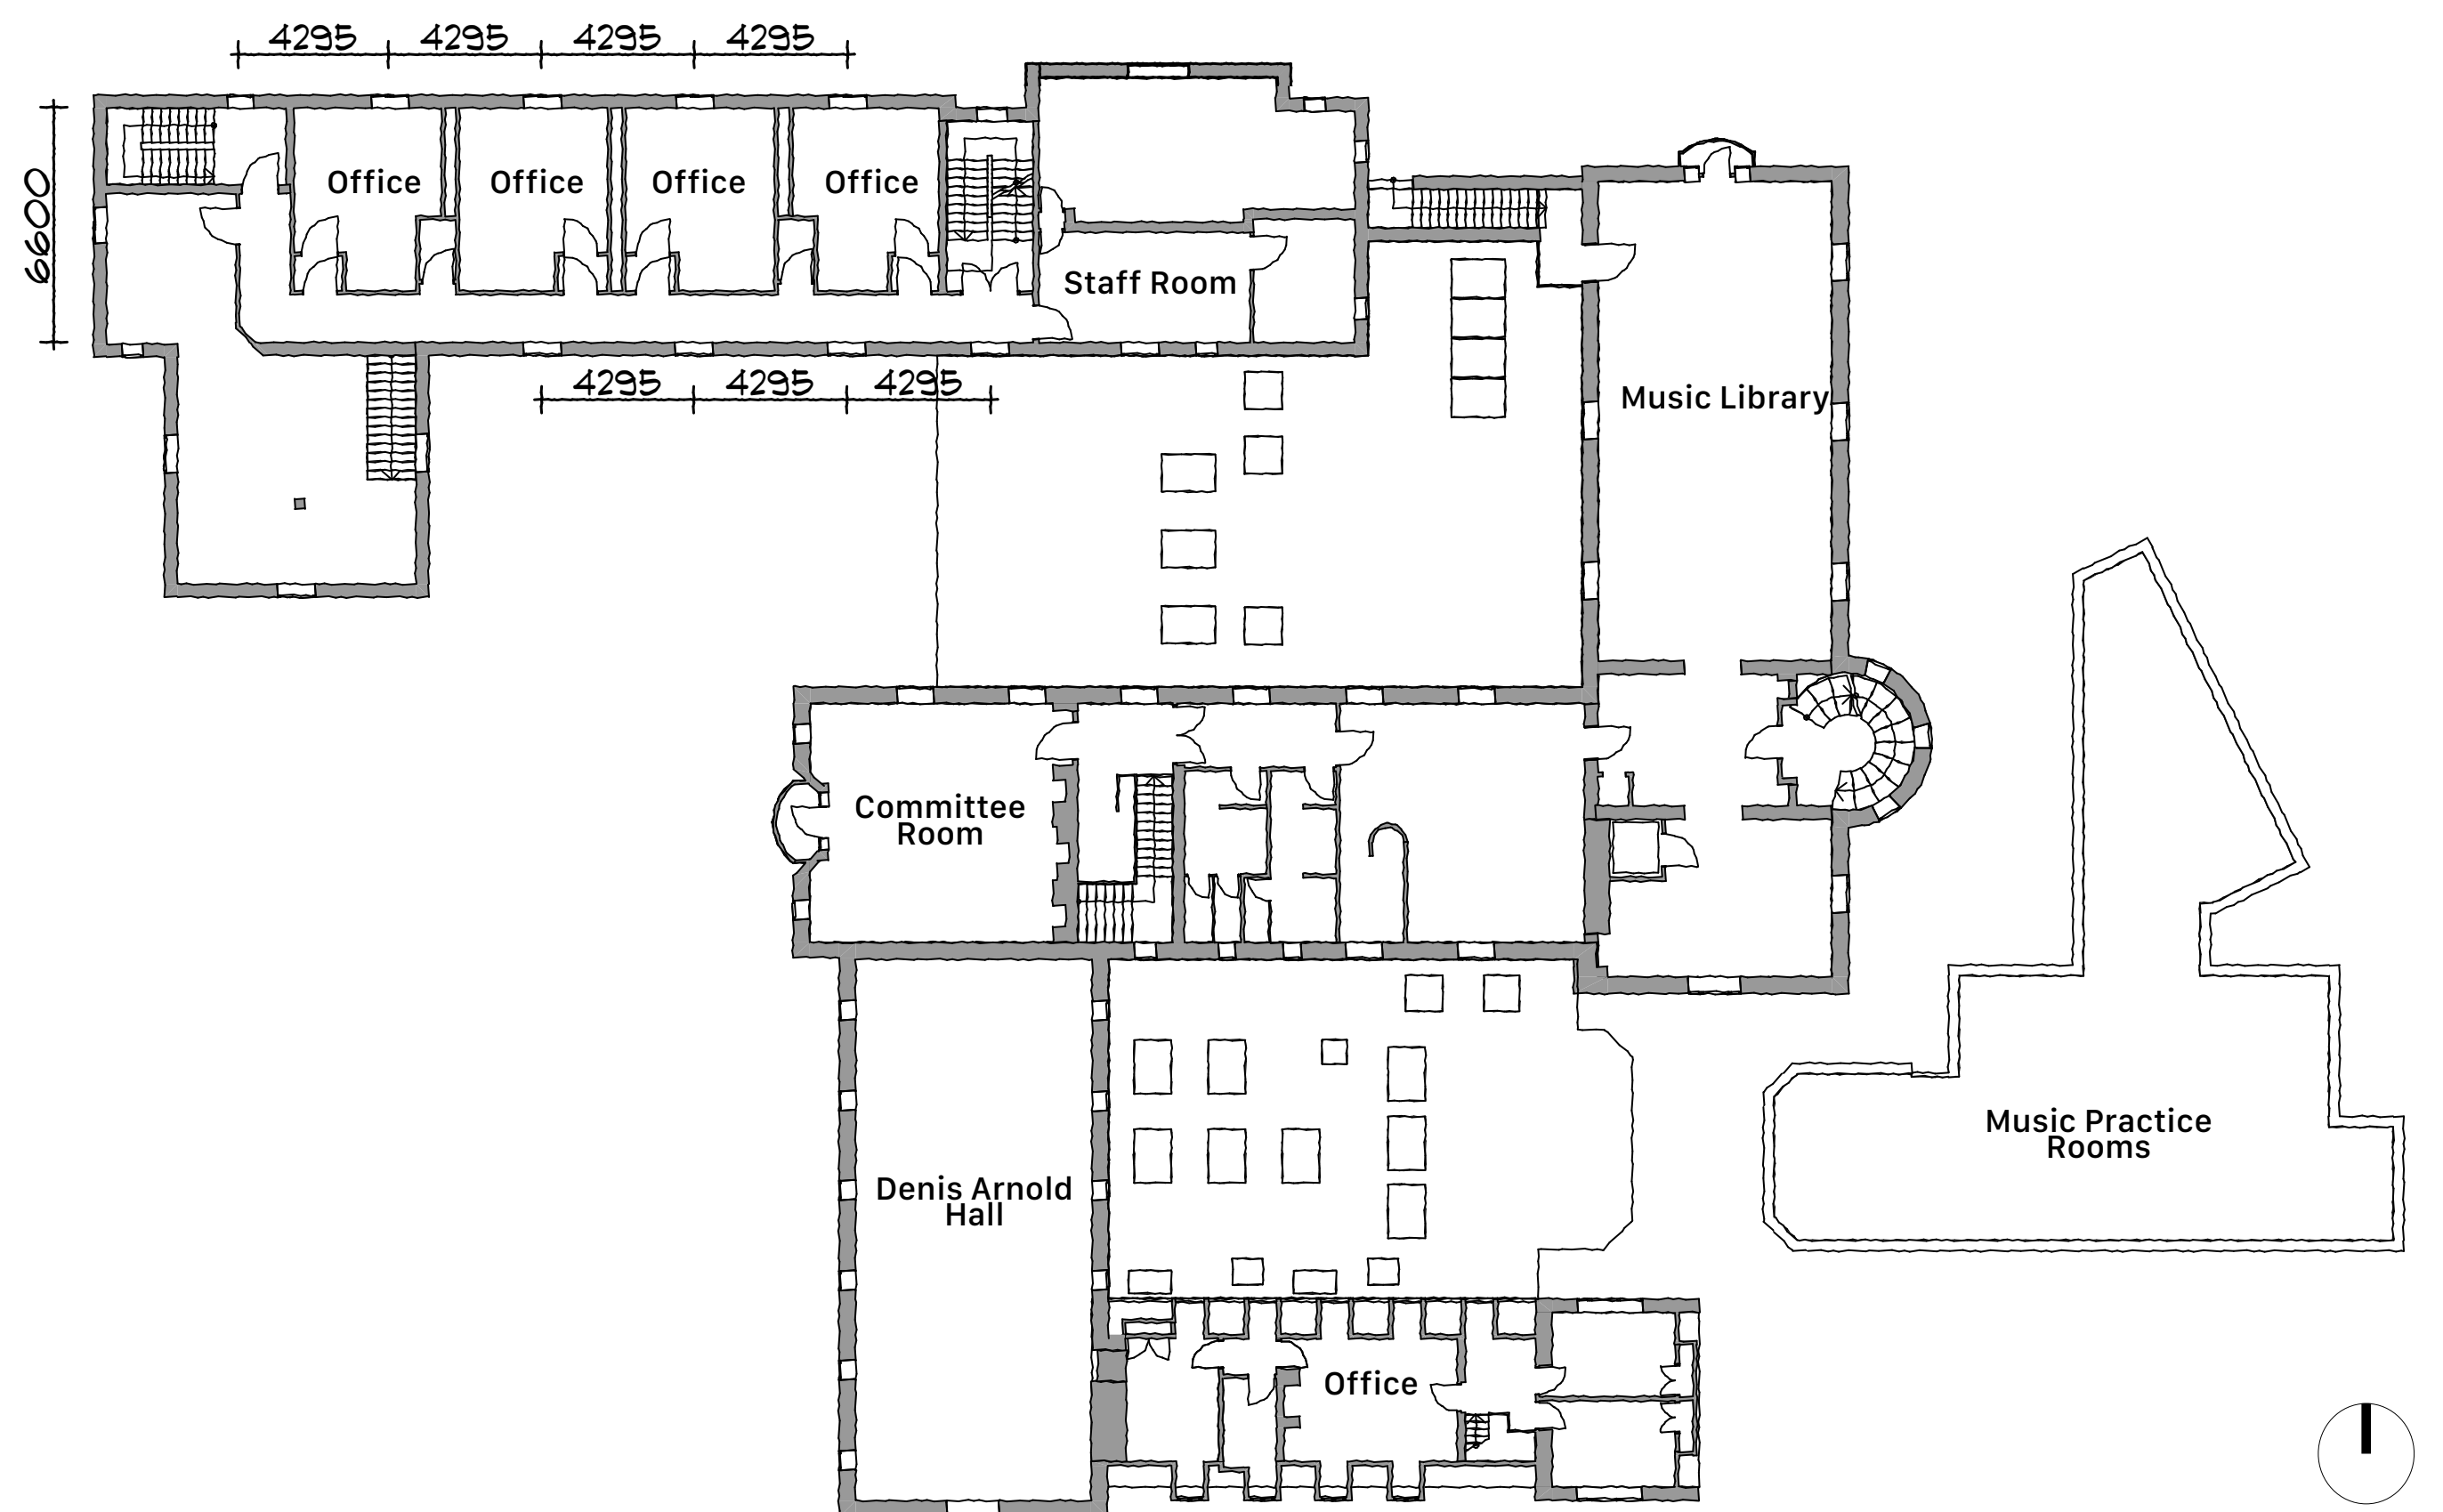 4295 4295 4295 4295
6600
Office Office Office Office
Staff Room
4295 4295 4295
Music Library
Committee
Room
Music Practice
Rooms
Denis Arnold
Hall
Office